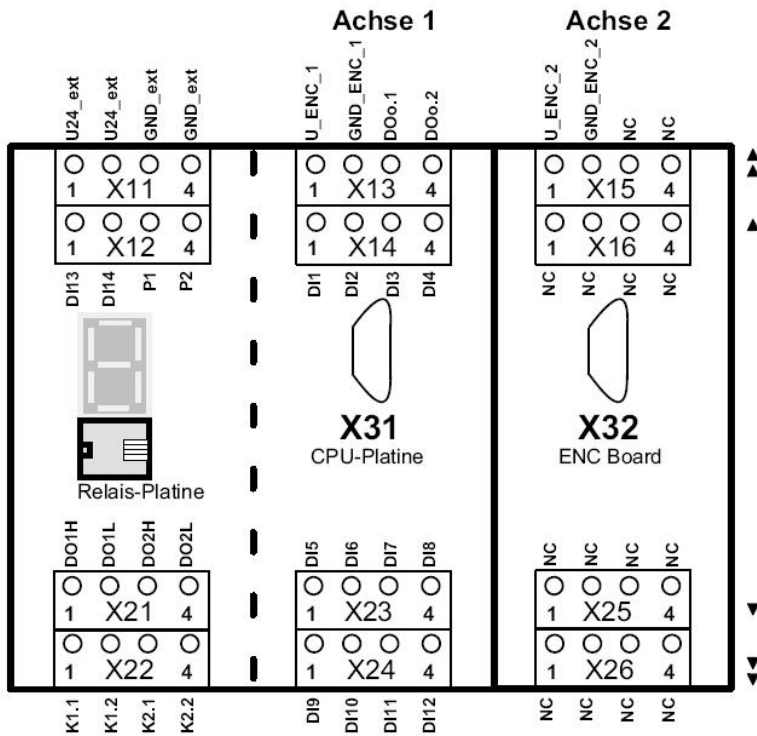 Achse 1 Achse 2
U24_ext U24_ext GND_ext GND_ext U_ENC_1 GND_ENC_1 DOo.1 DOo.2 U_ENC_2 GND_ENC_2 NC NC
1 X11 4 1 X13 4 1 X15 4
1 X12 4 1 X14 4 1 X16 4
DI13 DI14 P1 P2 DI1 DI2 DI3 DI4 NC NC NC NC
X31 X32
CPU-Platine ENC Board
Relais-Platine
DO1H DO1L DO2H DO2L DI5 DI6 DI7 DI8 NC NC NC NC
1 X21 4 1 X23 4 1 X25 4
1 X22 4 1 X24 4 1 X26 4
K1.1 K1.2 K2.1 K2.2 DI9 DI10 DI11 DI12 NC NC NC NC